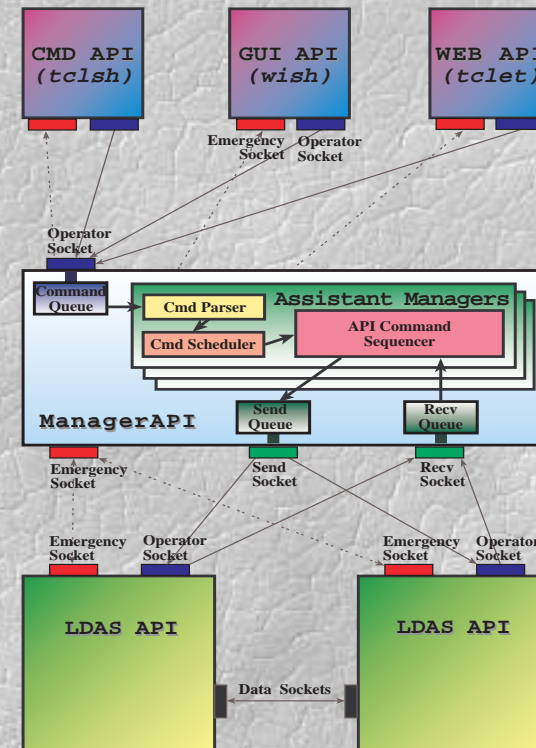 CMD API
(tclsh)
GUI API
(wish)
WEB API
(tclet)
Emergency
Socket
Operator
Socket
Operator
Socket
Command
Queue
Assistant Managers
Cmd Parser
Cmd Scheduler
API Command
Sequencer
ManagerAPI
Send
Queue
Recv
Queue
Emergency
Socket
Send
Socket
Recv
Socket
Emergency
Socket
Operator
Socket
Emergency
Socket
Operator
Socket
LDAS API
LDAS API
Data Sockets